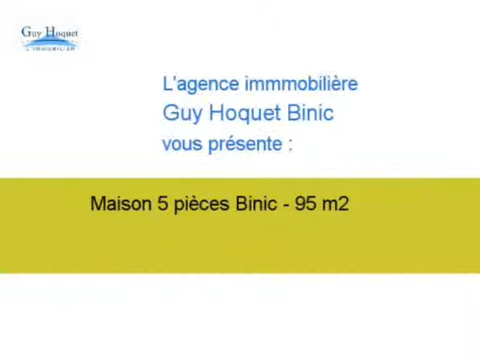 Guy Hoquet
L'IMMOBILIER
L'agence immmobilière
Guy Hoquet Binic
vous présente :
Maison 5 pièces Binic - 95 m2